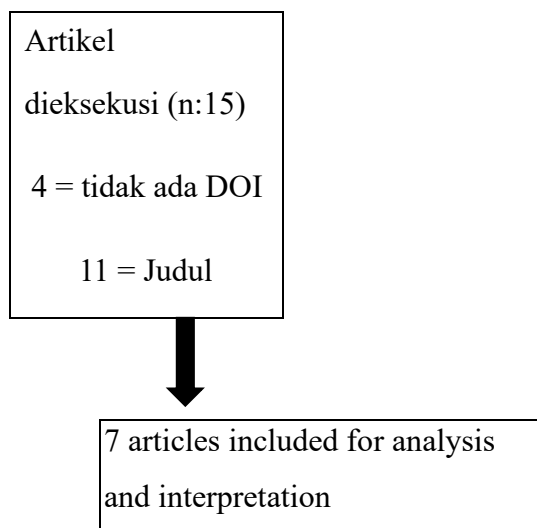 Artikel
dieksekusi (n:15)
4 = tidak ada DOI
11 = Judul
7 articles included for analysis
and interpretation